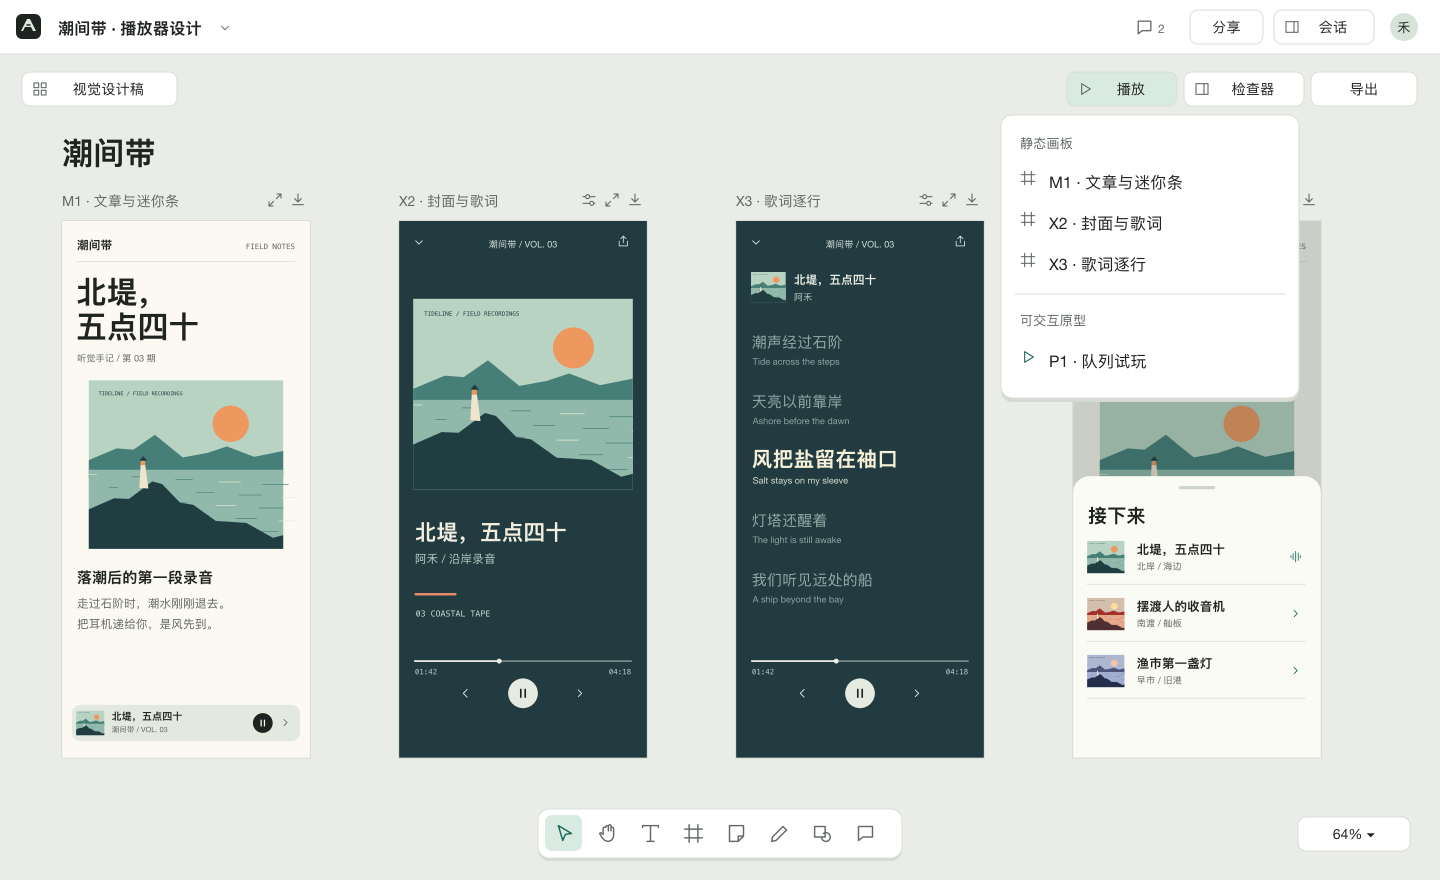 潮间带 · 播放器设计
2
分享
会话
禾
视觉设计稿
播放
检查器
导出
潮间带
静态画板
M1 · 文章与迷你条
X2 · 封面与歌词
X3 · 歌词逐行
可交互原型
P1 · 队列试玩
M1 · 文章与迷你条
潮间带
FIELD NOTES
北堤，
五点四十
听觉手记 / 第 03 期
TIDELINE / FIELD RECORDINGS
落潮后的第一段录音
走过石阶时，潮水刚刚退去。
把耳机递给你，是风先到。
北堤，五点四十
潮间带 / VOL. 03
X2 · 封面与歌词
潮间带 / VOL. 03
TIDELINE / FIELD RECORDINGS
北堤，五点四十
阿禾 / 沿岸录音
03 COASTAL TAPE
01:42
04:18
X3 · 歌词逐行
潮间带 / VOL. 03
北堤，五点四十
阿禾
潮声经过石阶
Tide across the steps
天亮以前靠岸
Ashore before the dawn
风把盐留在袖口
Salt stays on my sleeve
灯塔还醒着
The light is still awake
我们听见远处的船
A ship beyond the bay
01:42
04:18
ES
接下来
北堤，五点四十
北岸 / 海边
摆渡人的收音机
南渡 / 舢板
渔市第一盏灯
早市 / 旧港
64%